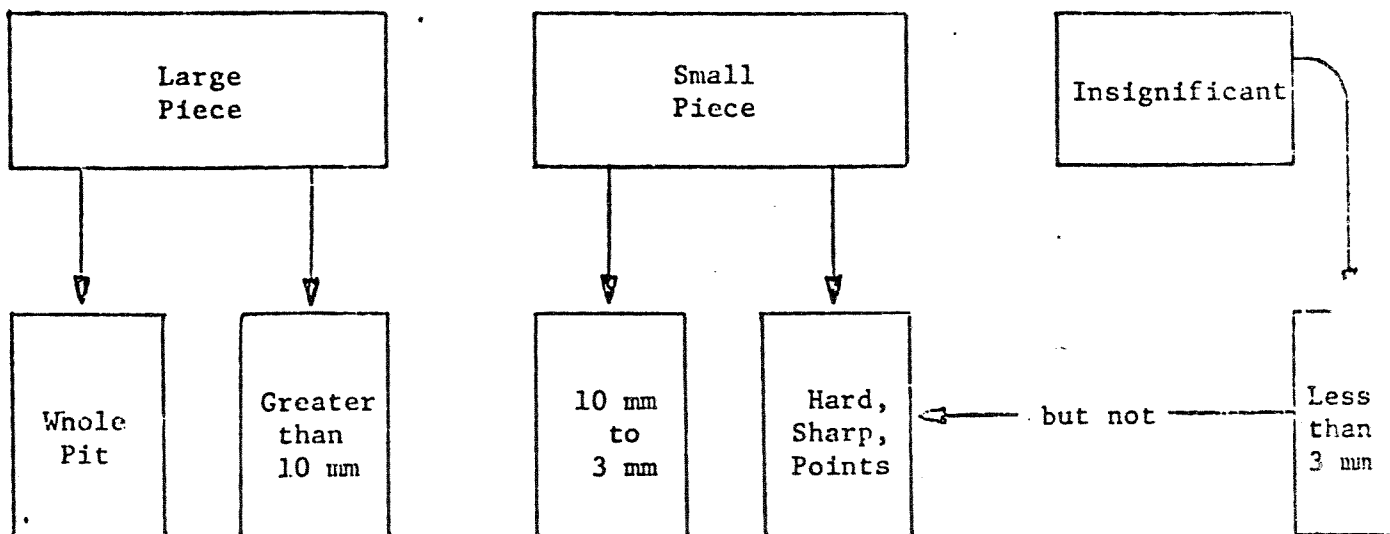 Large
Piece
Small
Piece
Insignificant
Whole
Pit
Greater
than
10 mm
10 mm
to
3 mm
Hard,
Sharp,
Points
but not
Less
than
3 mm